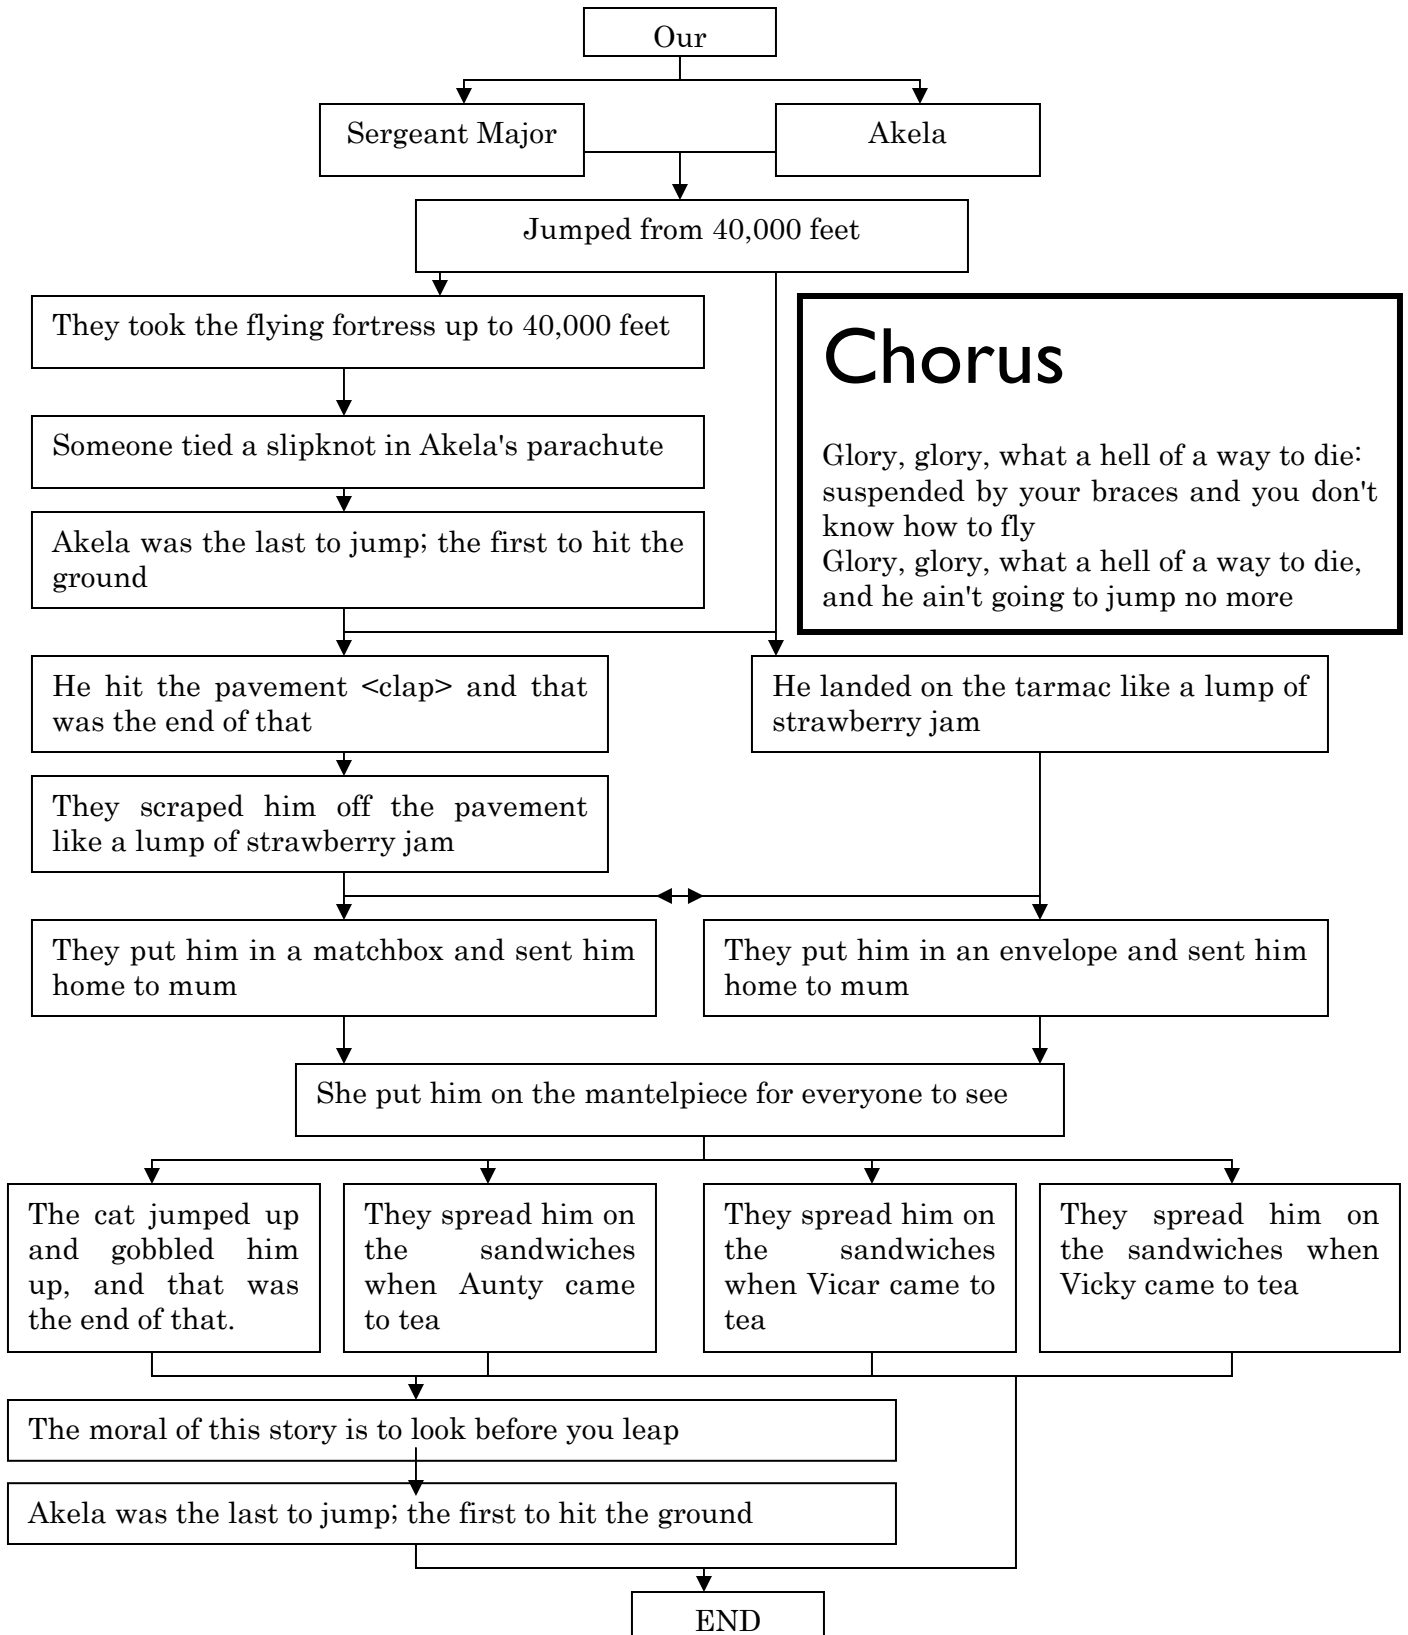 Our
Sergeant Major
Akela
Jumped from 40,000 feet
They took the flying fortress up to 40,000 feet
Someone tied a slipknot in Akela's parachute
Akela was the last to jump; the first to hit the
ground
Chorus
Glory, glory, what a hell of a way to die:
suspended by your braces and you don't
know how to fly
Glory, glory, what a hell of a way to die,
and he ain't going to jump no more
He hit the pavement <clap> and that
was the end of that
He landed on the tarmac like a lump of
strawberry jam
They scraped him off the pavement
like a lump of strawberry jam
They put him in a matchbox and sent him
home to mum
They put him in an envelope and sent him
home to mum
She put him on the mantelpiece for everyone to see
The cat jumped up
and gobbled him
up, and that was
the end of that.
They spread him on
the sandwiches
when Aunty came
to tea
They spread him on
the sandwiches
when Vicar came to
tea
They spread him on
the sandwiches when
Vicky came to tea
The moral of this story is to look before you leap
Akela was the last to jump; the first to hit the ground
END